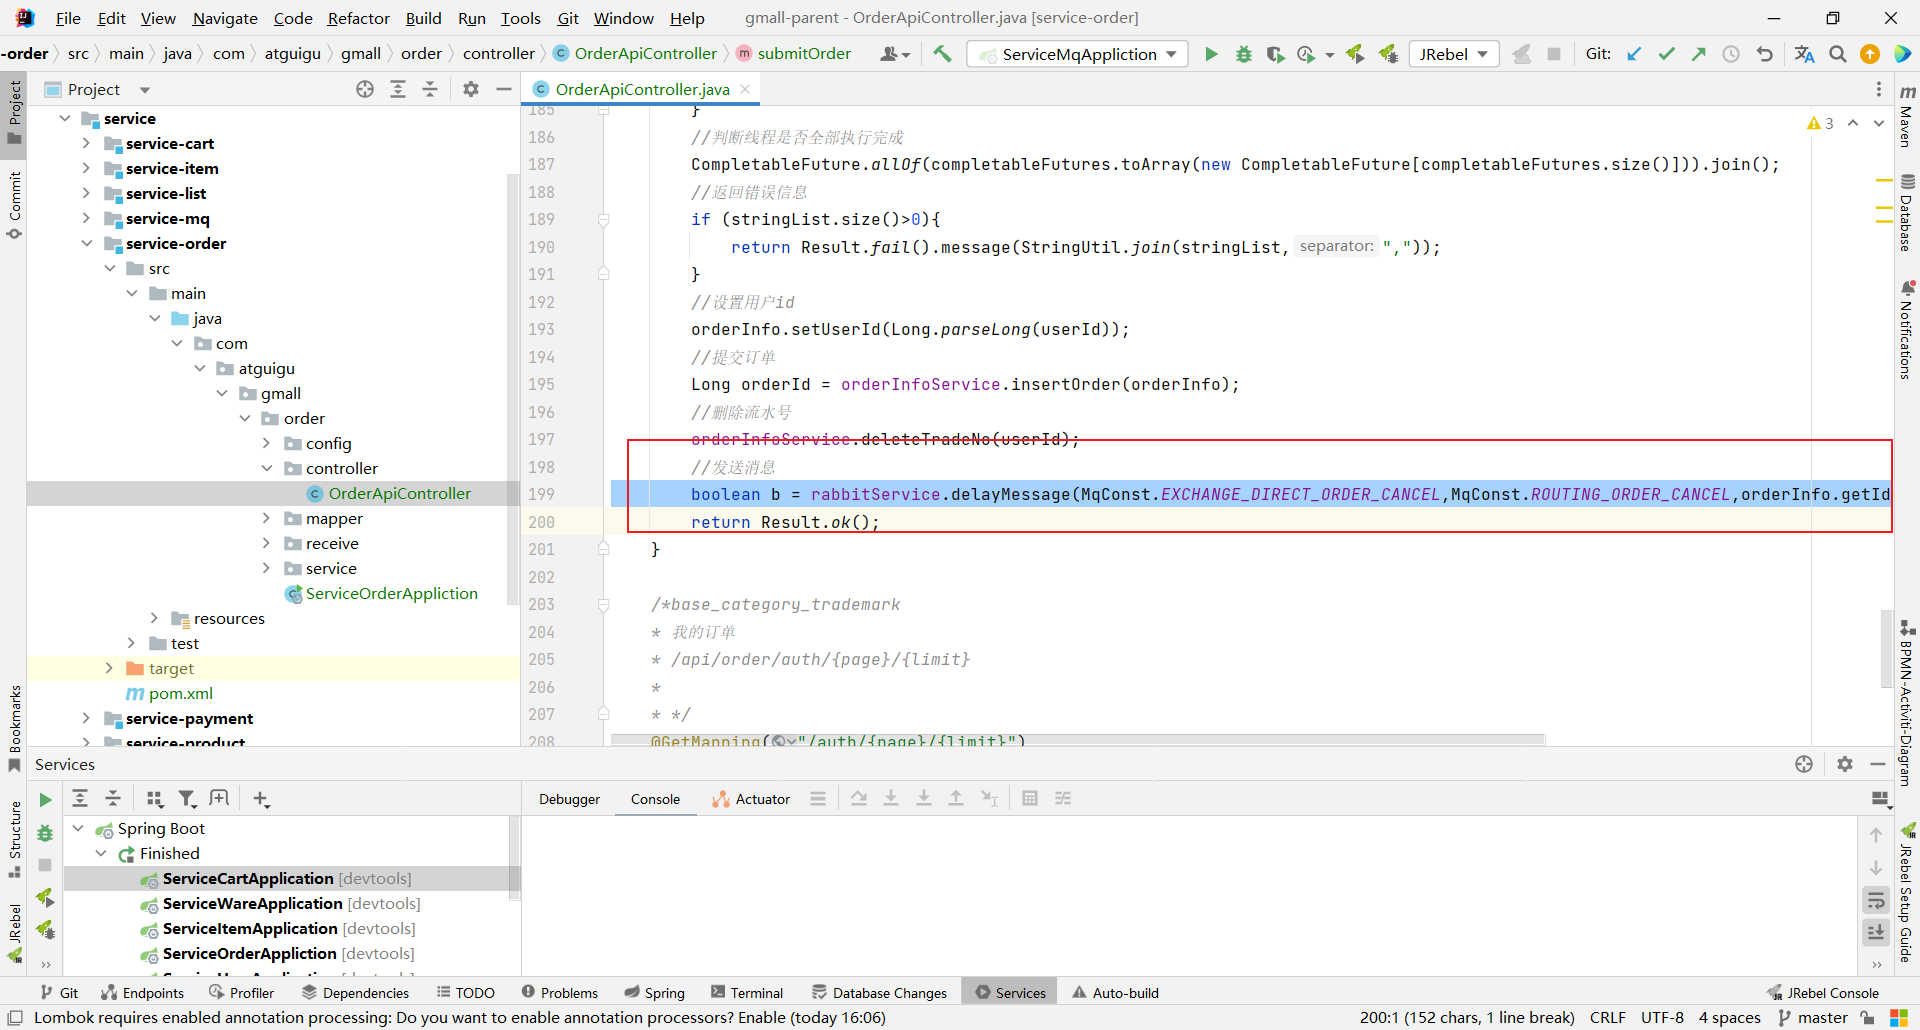 File Edit View Navigate Code Refactor Build Run Tools Git Window Help gmall-parent - OrderApiController.java [service-order]
-order src main java com atguigu gmall order controller OrderApiController submitOrder ServiceMqAppliction JRebel Git:
Project
OrderApiController.java
Project
Commit
Bookmarks
Structure
JRebel
service
service-cart
service-item
service-list
service-mq
service-order
src
main
java
com
atguigu
gmall
order
config
controller
OrderApiController
mapper
receive
service
ServiceOrderAppliction
resources
test
target
pom.xml
service-payment
service-product
3
185 }
186 //判断线程是否全部执行完成
187 CompletableFuture.allOf(completableFutures.toArray(new CompletableFuture[completableFutures.size()])).join();
188 //返回错误信息
189 if (stringList.size()>0){
190 return Result.fail().message(StringUtil.join(stringList, separator: ","));
191 }
192 //设置用户id
193 orderInfo.setUserId(Long.parseLong(userId));
194 //提交订单
195 Long orderId = orderInfoService.insertOrder(orderInfo);
196 //删除流水号
197 orderInfoService.deleteTradeNo(userId);
198 //发送消息
199 boolean b = rabbitService.delayMessage(MqConst.EXCHANGE_DIRECT_ORDER_CANCEL,MqConst.ROUTING_ORDER_CANCEL,orderInfo.getId
200 return Result.ok();
201 }
202
203 /*base_category_trademark
204 * 我的订单
205 * /api/order/auth/{page}/{limit}
206 *
207 * */
208 @GetMapping("/auth/{page}/{limit}")
Maven
Database
Notifications
BPMN-Activiti-Diagram
JRebel Setup Guide
Services
Debugger Console Actuator
Spring Boot
Finished
ServiceCartApplication [devtools]
ServiceWareApplication [devtools]
ServiceItemApplication [devtools]
ServiceOrderAppliction [devtools]
Git Endpoints Profiler Dependencies TODO Problems Spring Terminal Database Changes Services Auto-build JRebel Console
Lombok requires enabled annotation processing: Do you want to enable annotation processors? Enable (today 16:06) 200:1 (152 chars, 1 line break) CRLF UTF-8 4 spaces master